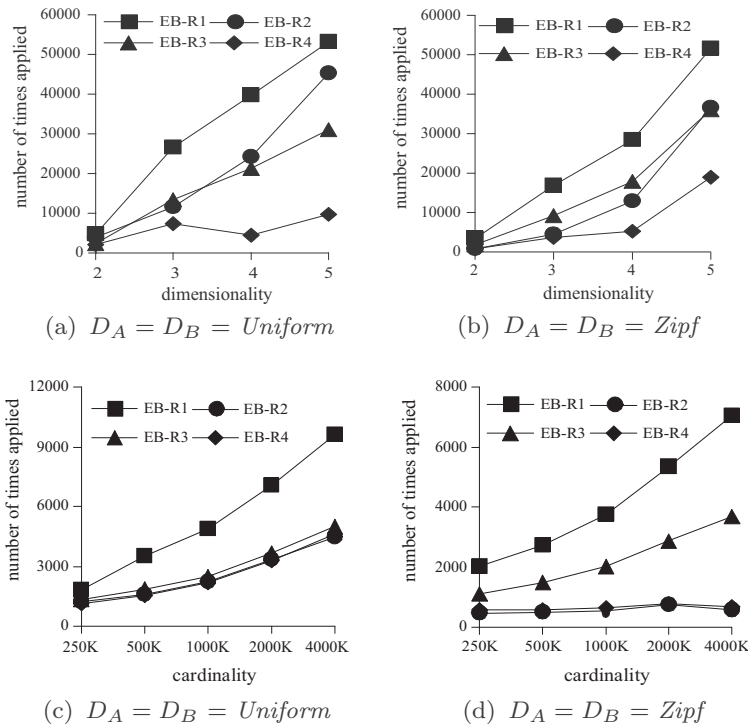 60000
50000
40000
30000
20000
10000
0
number of times applied
EB-R1
EB-R2
EB-R3
EB-R4
2
3
4
5
dimensionality
(a) D_A = D_B = Uniform
60000
50000
40000
30000
20000
10000
0
number of times applied
EB-R1
EB-R2
EB-R3
EB-R4
2
3
4
5
dimensionality
(b) D_A = D_B = Zipf
12000
9000
6000
3000
0
number of times applied
EB-R1
EB-R2
EB-R3
EB-R4
250K
500K
1000K
2000K
4000K
cardinality
(c) D_A = D_B = Uniform
8000
6000
4000
2000
0
number of times applied
EB-R1
EB-R2
EB-R3
EB-R4
250K
500K
1000K
2000K
4000K
cardinality
(d) D_A = D_B = Zipf